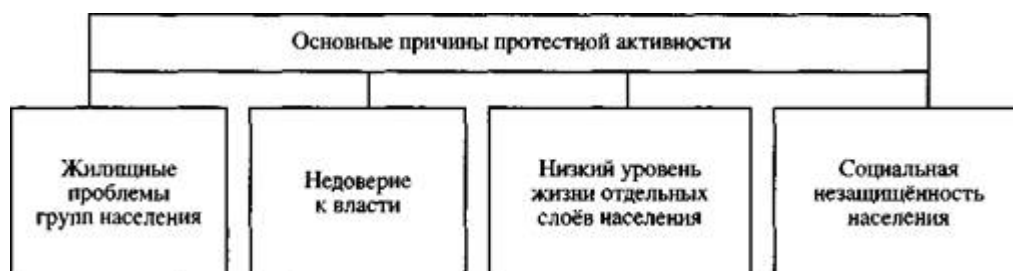 Основные причины протестной активности
Жилищные
проблемы
групп населения
Недоверие
к власти
Низкий уровень
жизни отдельных
слоёв населения
Социальная
незащищённость
населения